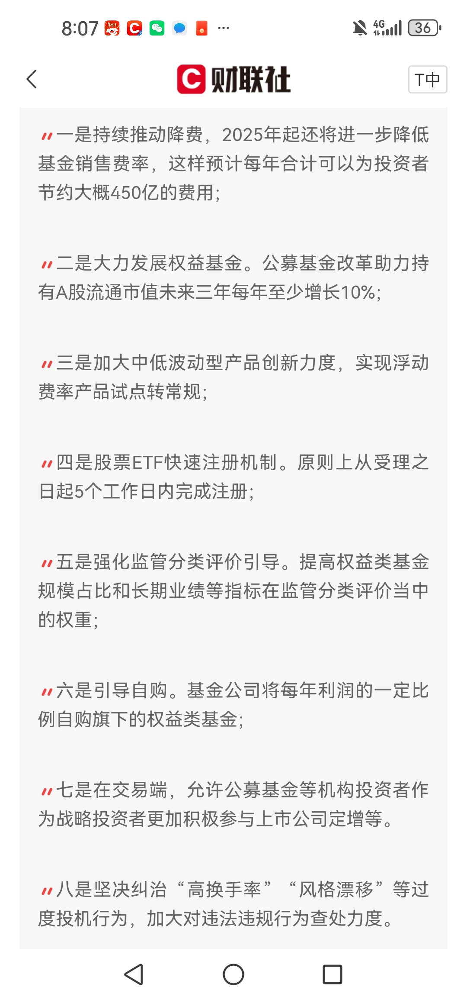 8:07
4G
36
C 财联社
T中
一是持续推动降费，2025年起还将进一步降低
基金销售费率，这样预计每年合计可以为投资者
节约大概450亿的费用；
二是大力发展权益基金。公募基金改革助力持
有A股流通市值未来三年每年至少增长10%；
三是加大中低波动型产品创新力度，实现浮动
费率产品试点转常规；
四是股票ETF快速注册机制。原则上从受理之
日起5个工作日内完成注册；
五是强化监管分类评价引导。提高权益类基金
规模占比和长期业绩等指标在监管分类评价当中
的权重；
六是引导自购。基金公司将每年利润的一定比
例自购旗下的权益类基金；
七是在交易端，允许公募基金等机构投资者作
为战略投资者更加积极参与上市公司定增等。
八是坚决纠治“高换手率”“风格漂移”等过
度投机行为，加大对违法违规行为查处力度。